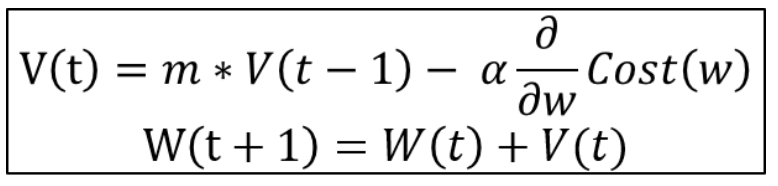 V(t) = m * V(t − 1) − α ∂/∂w Cost(w)
W(t + 1) = W(t) + V(t)